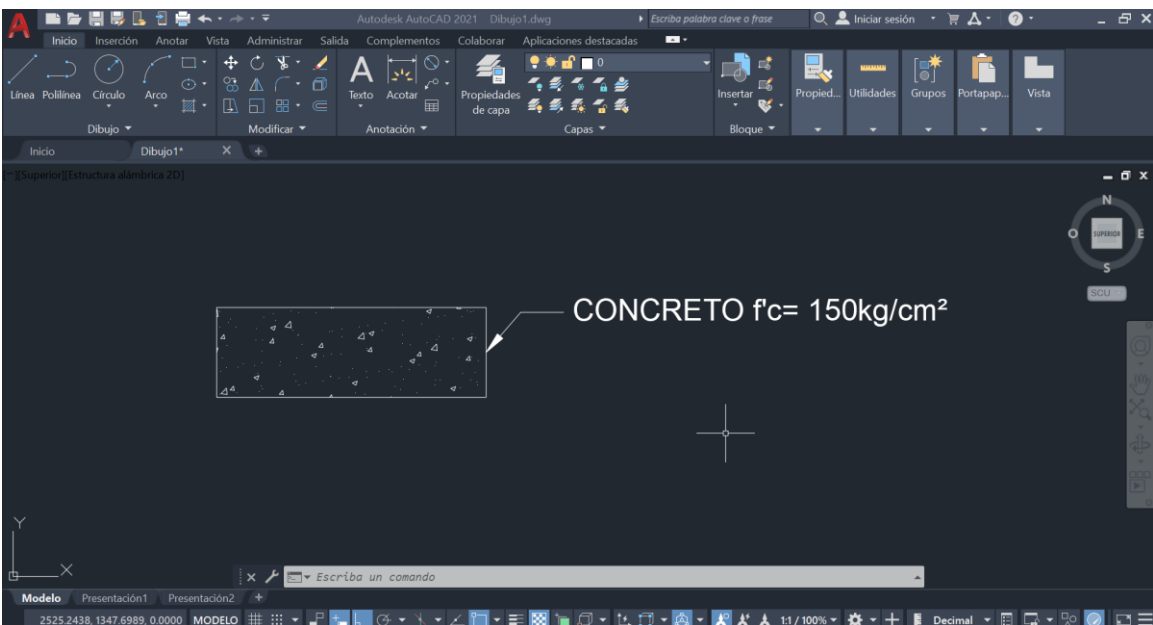 Autodesk AutoCAD 2021 Dibujo1.dwg Escriba palabra clave o frase Iniciar sesión
Inicio Inserción Anotar Vista Administrar Salida Complementos Colaborar Aplicaciones destacadas
0
Línea Polilínea Círculo Arco Texto Acotar Propiedades de capa Insertar Propied... Utilidades Grupos Portapap... Vista
Dibujo Modificar Anotación Capas Bloque
Inicio Dibujo1* +
[−][Superior][Estructura alámbrica 2D]
N
O SUPERIOR E
S
SCU
CONCRETO f'c= 150kg/cm²
Y
X
Escriba un comando
Modelo Presentación1 Presentación2 +
2525.2438, 1347.6989, 0.0000 MODELO 1:1 / 100% Decimal